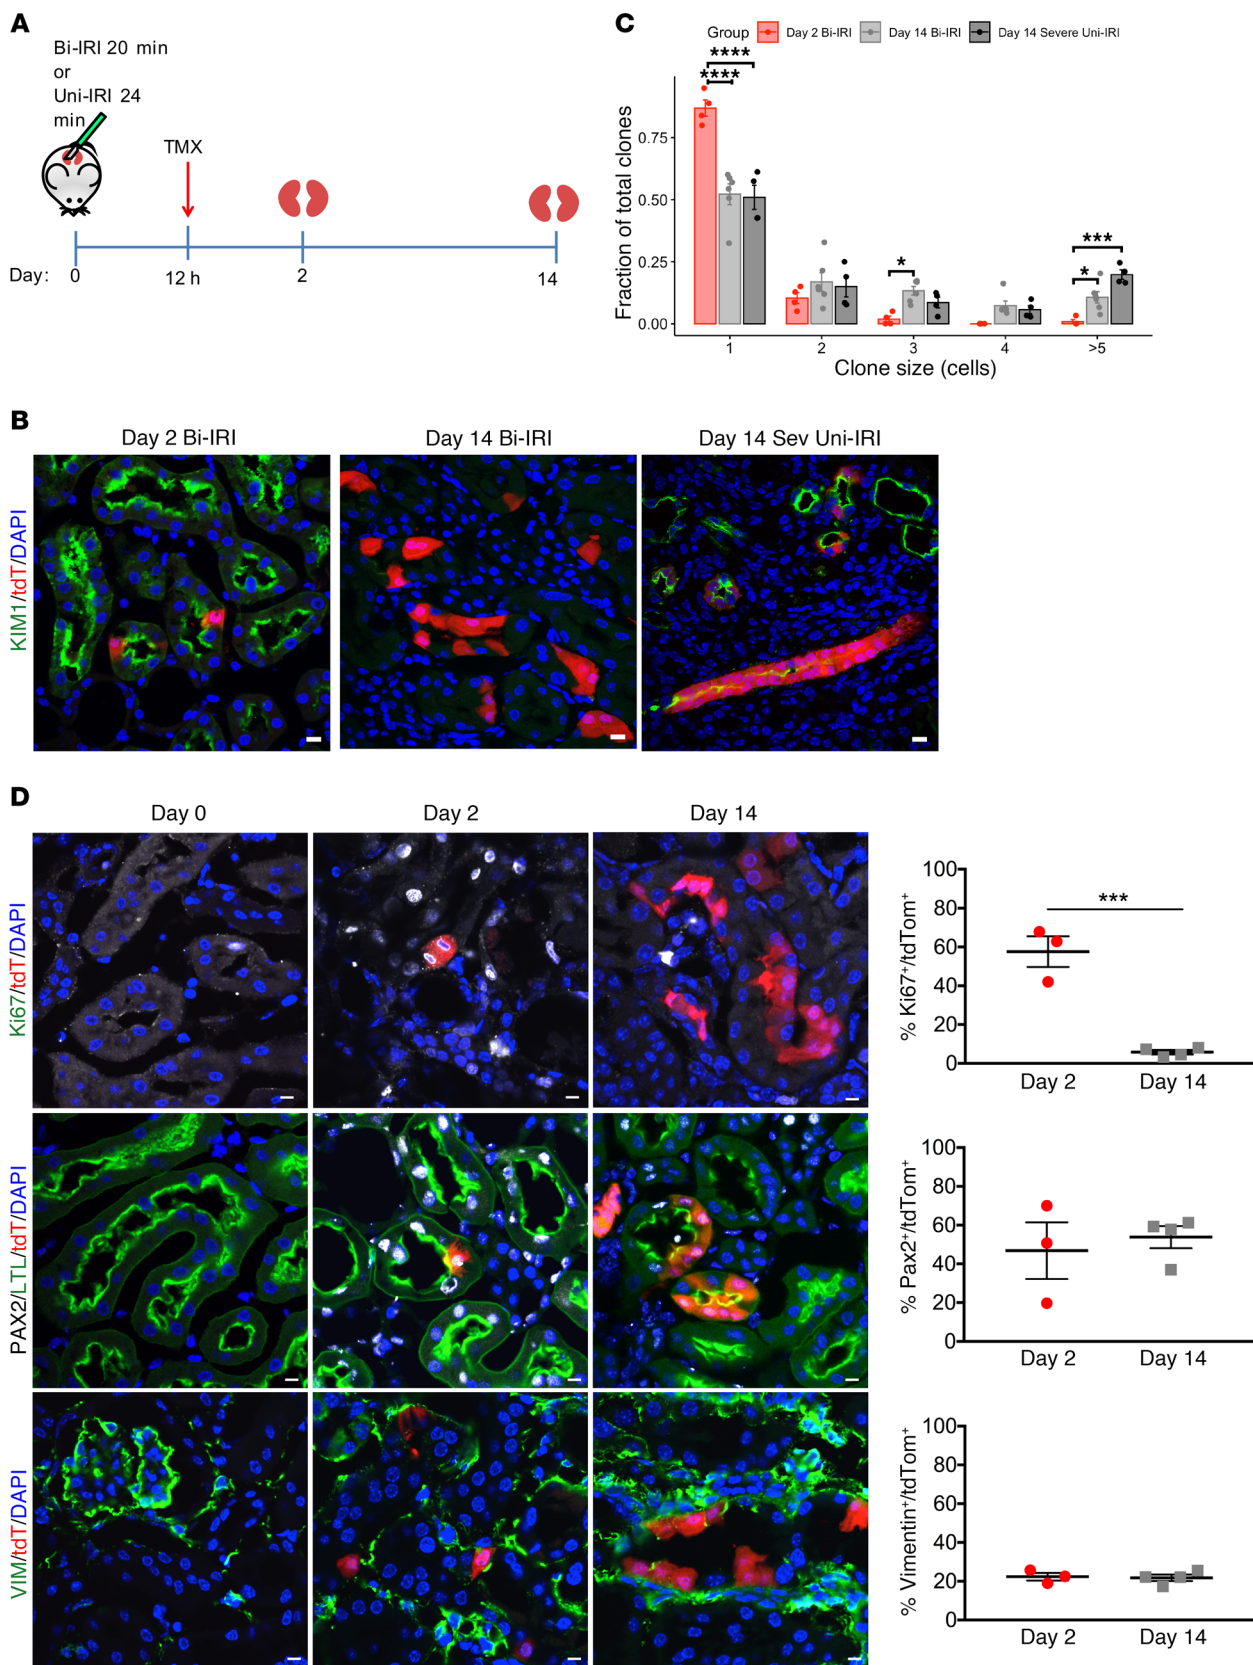 A
Bi-IRI 20 min
or
Uni-IRI 24
min
TMX
Day:
0
12 h
2
14
C
Group
Day 2 Bi-IRI
Day 14 Bi-IRI
Day 14 Severe Uni-IRI
Fraction of total clones
0.75
0.50
0.25
0.00
****
****
*
*
***
1
2
3
4
>5
Clone size (cells)
B
Day 2 Bi-IRI
Day 14 Bi-IRI
Day 14 Sev Uni-IRI
KIM1/tdT/DAPI
D
Day 0
Day 2
Day 14
Ki67/tdT/DAPI
% Ki67⁺/tdTom⁺
100
80
60
40
20
0
***
Day 2
Day 14
PAX2/LTL/tdT/DAPI
% Pax2⁺/tdTom⁺
100
80
60
40
20
0
Day 2
Day 14
VIM/tdT/DAPI
% Vimentin⁺/tdTom⁺
100
80
60
40
20
0
Day 2
Day 14